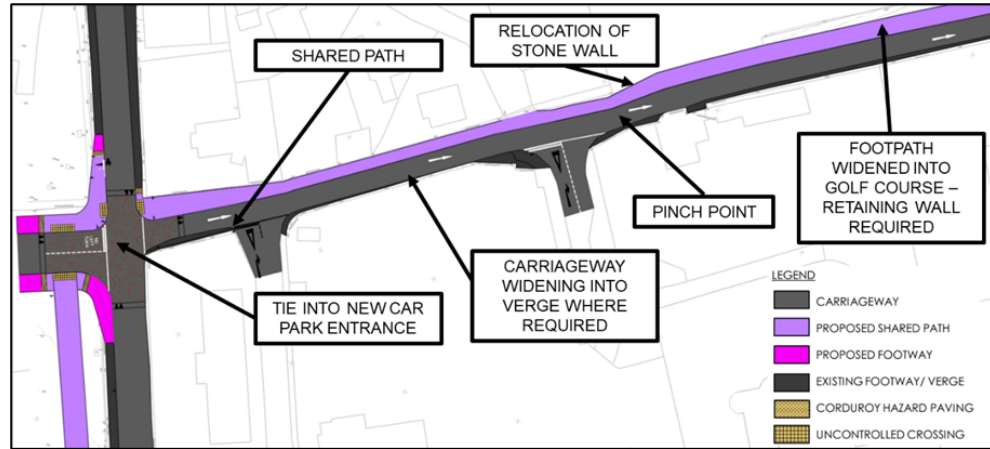 RELOCATION OF
STONE WALL
SHARED PATH
FOOTPATH
WIDENED INTO
GOLF COURSE –
RETAINING WALL
REQUIRED
PINCH POINT
CARRIAGEWAY
WIDENING INTO
VERGE WHERE
REQUIRED
TIE INTO NEW CAR
PARK ENTRANCE
LEGEND
CARRIAGEWAY
PROPOSED SHARED PATH
PROPOSED FOOTWAY
EXISTING FOOTWAY/ VERGE
CORDUROY HAZARD PAVING
UNCONTROLLED CROSSING